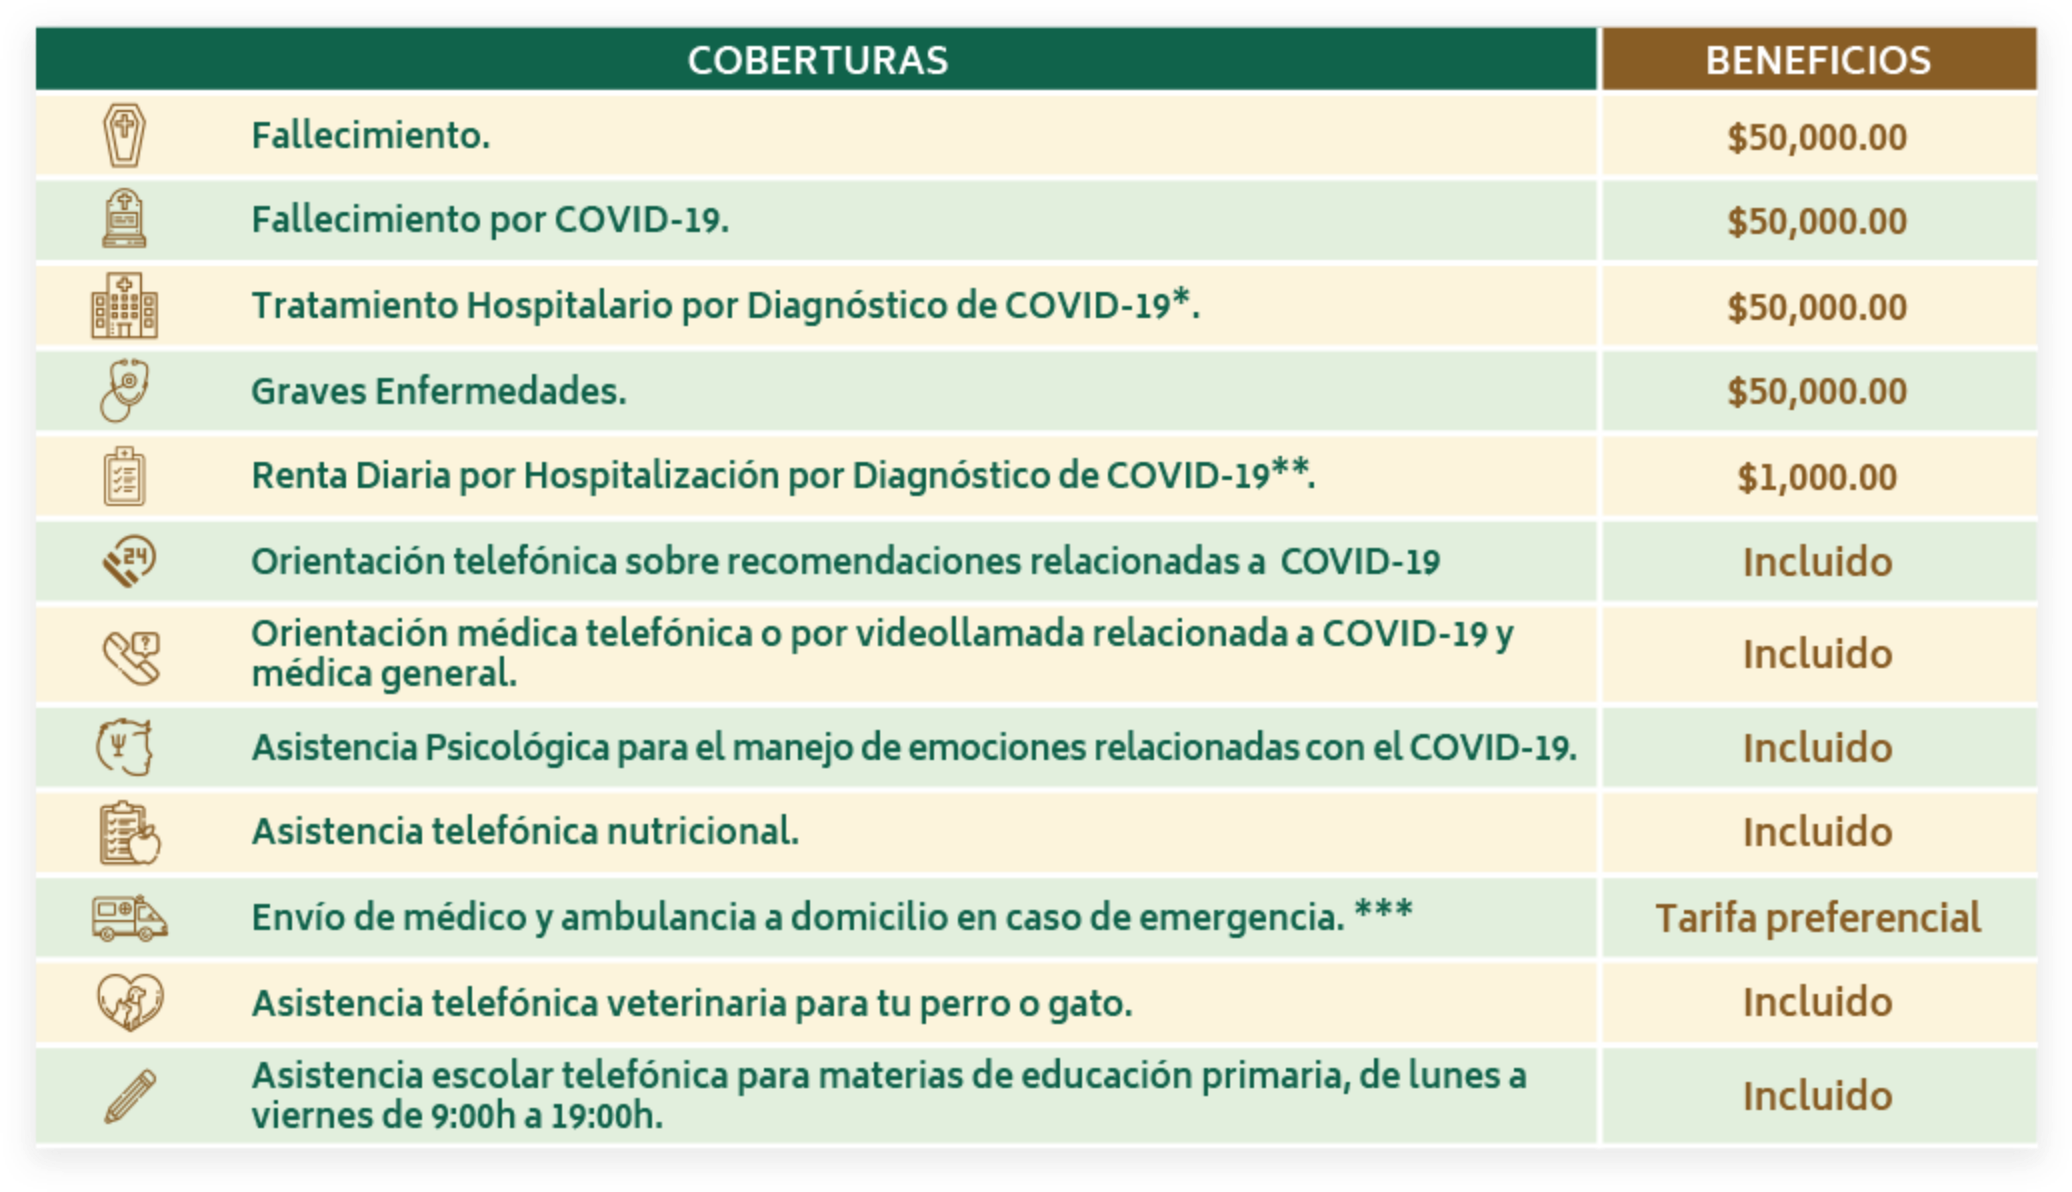 COBERTURAS BENEFICIOS
Fallecimiento. $50,000.00
Fallecimiento por COVID-19. $50,000.00
Tratamiento Hospitalario por Diagnóstico de COVID-19*. $50,000.00
Graves Enfermedades. $50,000.00
Renta Diaria por Hospitalización por Diagnóstico de COVID-19**. $1,000.00
24
Orientación telefónica sobre recomendaciones relacionadas a COVID-19 Incluido
?
Orientación médica telefónica o por videollamada relacionada a COVID-19 y
médica general.
Incluido
Asistencia Psicológica para el manejo de emociones relacionadas con el COVID-19. Incluido
Asistencia telefónica nutricional. Incluido
Envío de médico y ambulancia a domicilio en caso de emergencia. *** Tarifa preferencial
Asistencia telefónica veterinaria para tu perro o gato. Incluido
Asistencia escolar telefónica para materias de educación primaria, de lunes a
viernes de 9:00h a 19:00h.
Incluido